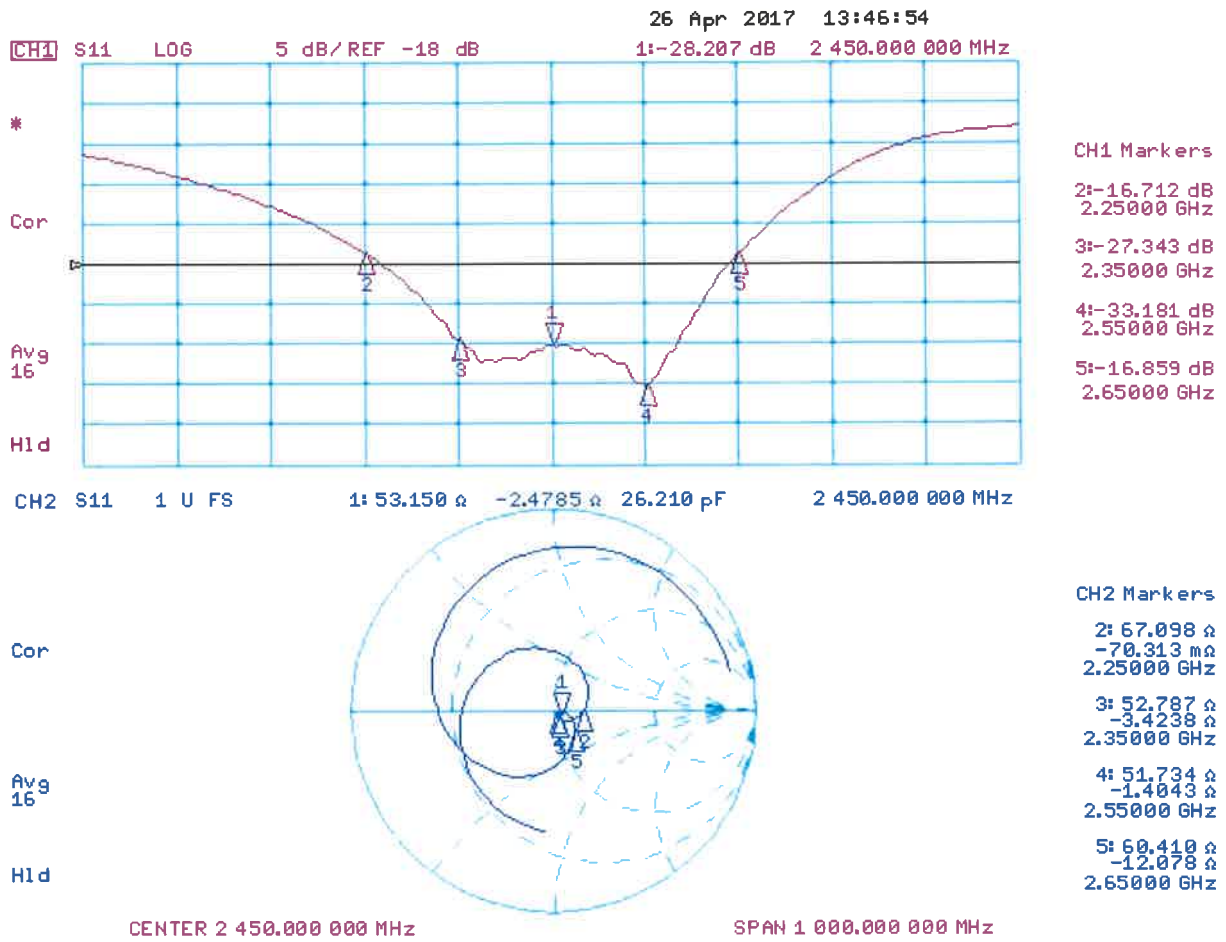 26 Apr 2017 13:46:54
CH1 S11 LOG 5 dB/REF -18 dB 1:-28.207 dB 2 450.000 000 MHz
*
Cor
Avg
16
Hld
1
2
3
4
5
CH1 Markers
2:-16.712 dB
2.25000 GHz
3:-27.343 dB
2.35000 GHz
4:-33.181 dB
2.55000 GHz
5:-16.859 dB
2.65000 GHz
CH2 S11 1 U FS 1: 53.150 Ω -2.4785 Ω 26.210 pF 2 450.000 000 MHz
Cor
Avg
16
Hld
1
2
5
CH2 Markers
2: 67.098 Ω
-70.313 mΩ
2.25000 GHz
3: 52.787 Ω
-3.4238 Ω
2.35000 GHz
4: 51.734 Ω
-1.4043 Ω
2.55000 GHz
5: 60.410 Ω
-12.078 Ω
2.65000 GHz
CENTER 2 450.000 000 MHz SPAN 1 000.000 000 MHz